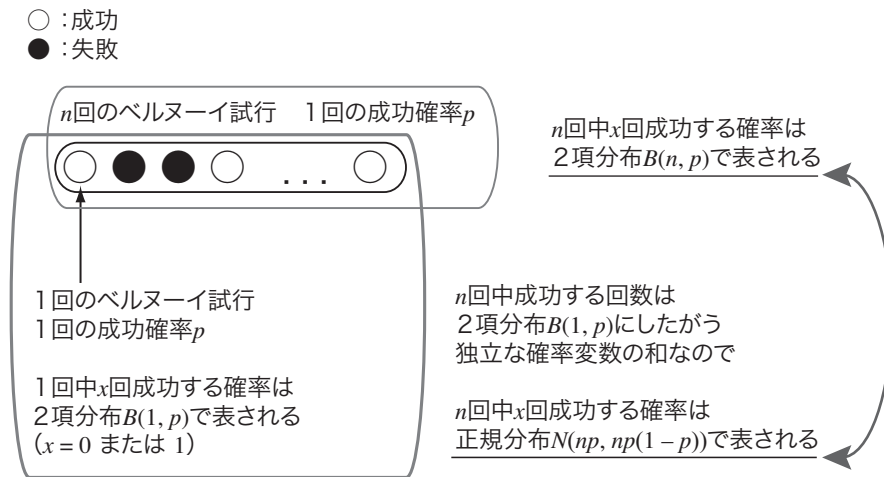 ○：成功
●：失敗
n回のベルヌーイ試行　1回の成功確率p
...
1回のベルヌーイ試行
1回の成功確率p
1回中x回成功する確率は
2項分布B(1, p)で表される
（x = 0 または 1）
n回中x回成功する確率は
2項分布B(n, p)で表される
n回中成功する回数は
2項分布B(1, p)にしたがう
独立な確率変数の和なので
n回中x回成功する確率は
正規分布N(np, np(1 – p))で表される